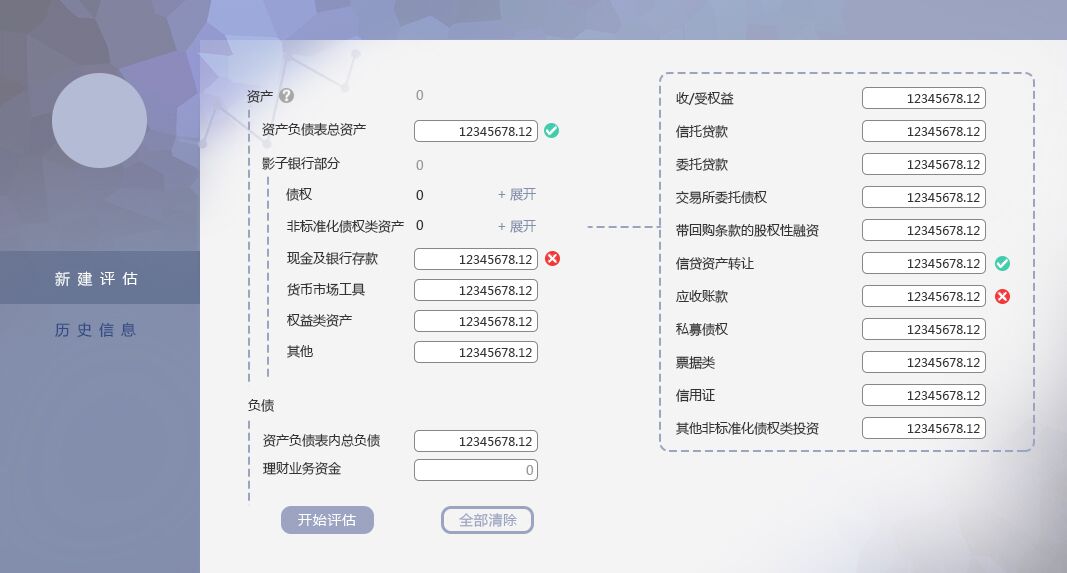 新建评估
历史信息
资产 ? 0
资产负债表总资产 12345678.12
影子银行部分 0
债权 0 + 展开
非标准化债权类资产 0 + 展开
现金及银行存款 12345678.12
货币市场工具 12345678.12
权益类资产 12345678.12
其他 12345678.12
负债
资产负债表内总负债 12345678.12
理财业务资金 0
开始评估 全部清除
收/受权益 12345678.12
信托贷款 12345678.12
委托贷款 12345678.12
交易所委托债权 12345678.12
带回购条款的股权性融资 12345678.12
信贷资产转让 12345678.12
应收账款 12345678.12
私募债权 12345678.12
票据类 12345678.12
信用证 12345678.12
其他非标准化债权类投资 12345678.12